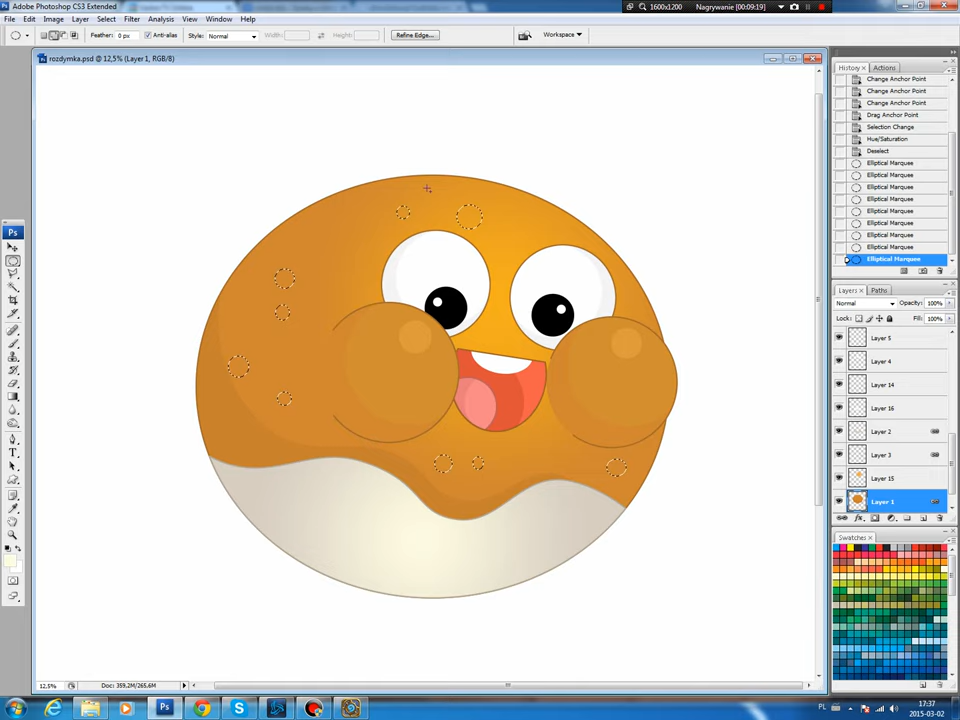 Adobe Photoshop CS3 Extended
1600x1200 Nagrywanie [00:09:19]
File Edit Image Layer Select Filter Analysis View Window Help
Feather: 0 px Anti-alias Style: Normal Width: Height: Refine Edge... Workspace
rozdymka.psd @ 12,5% (Layer 1, RGB/8)
History Actions
Change Anchor Point
Change Anchor Point
Change Anchor Point
Drag Anchor Point
Selection Change
Hue/Saturation
Deselect
Elliptical Marquee
Elliptical Marquee
Elliptical Marquee
Elliptical Marquee
Elliptical Marquee
Elliptical Marquee
Elliptical Marquee
Elliptical Marquee
Elliptical Marquee
Layers Paths
Normal Opacity: 100%
Lock: Fill: 100%
Layer 5
Layer 4
Layer 14
Layer 16
Layer 2
Layer 3
Layer 15
Layer 1
Swatches
12,5% Doc: 359,2M/265,6M
PL 17:37
2015-03-02